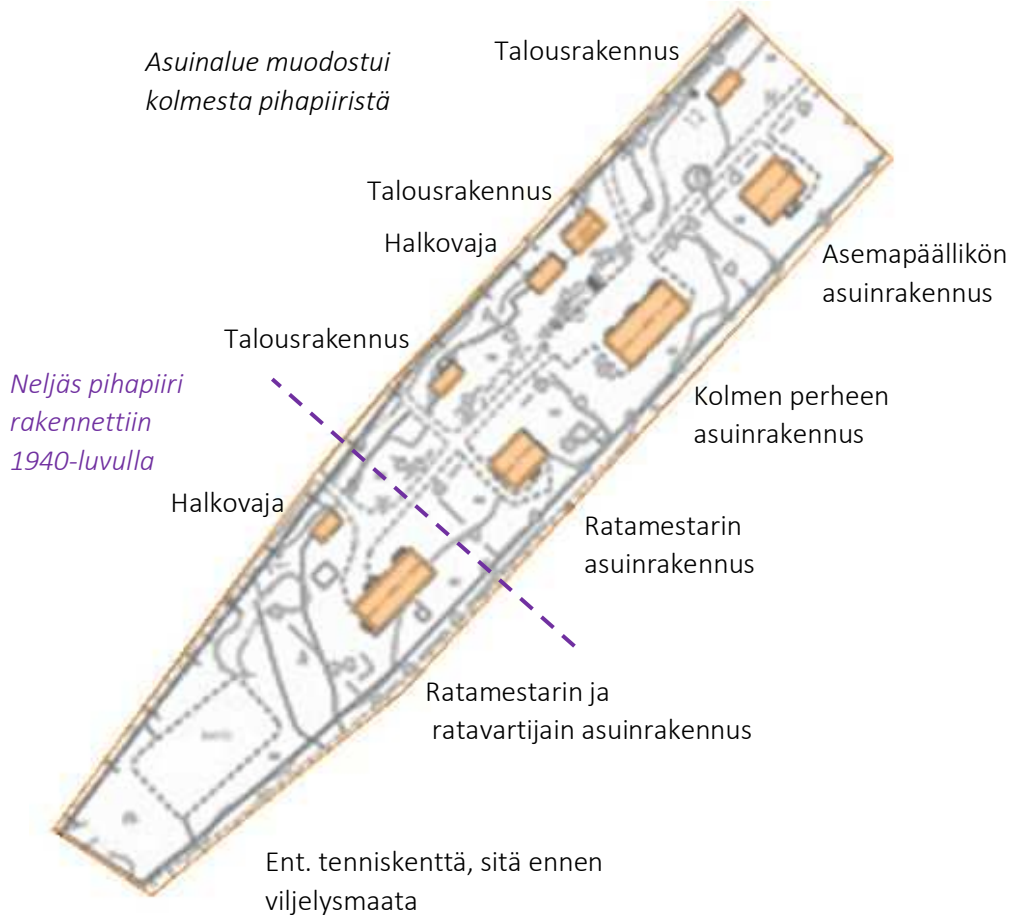 Asuinalue muodostui
kolmesta pihapiiristä
Talousrakennus
Talousrakennus
Halkovaja
Asemapäällikön
asuinrakennus
Talousrakennus
Neljäs pihapiiri
rakennettiin
1940-luvulla
Kolmen perheen
asuinrakennus
Halkovaja
Ratamestarin
asuinrakennus
Ratamestarin ja
ratavartijain asuinrakennus
Ent. tenniskenttä, sitä ennen
viljelysmaata